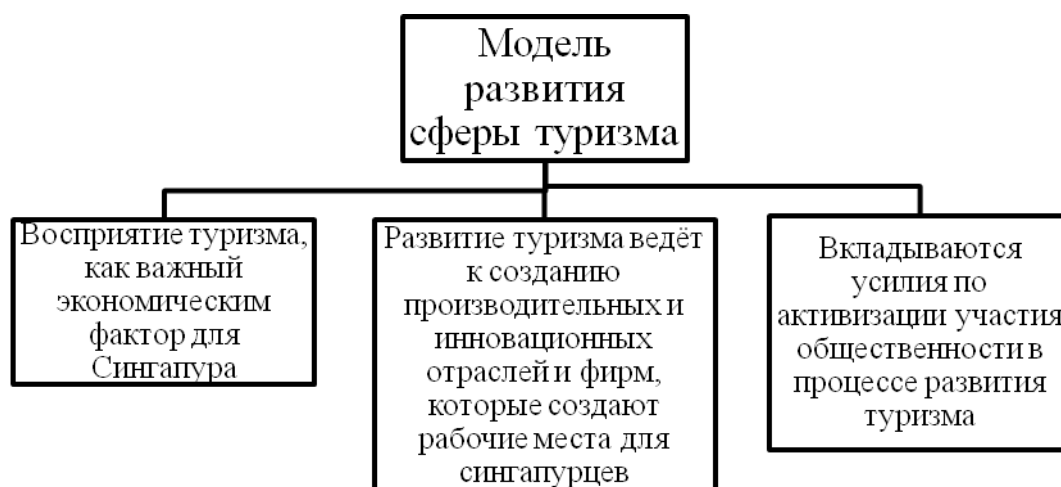 Модель
развития
сферы туризма
Восприятие туризма,
как важный
экономическим
фактор для
Сингапура
Развитие туризма ведёт
к созданию
производительных и
инновационных
отраслей и фирм,
которые создают
рабочие места для
сингапурцев
Вкладываются
усилия по
активизации участия
общественности в
процессе развития
туризма